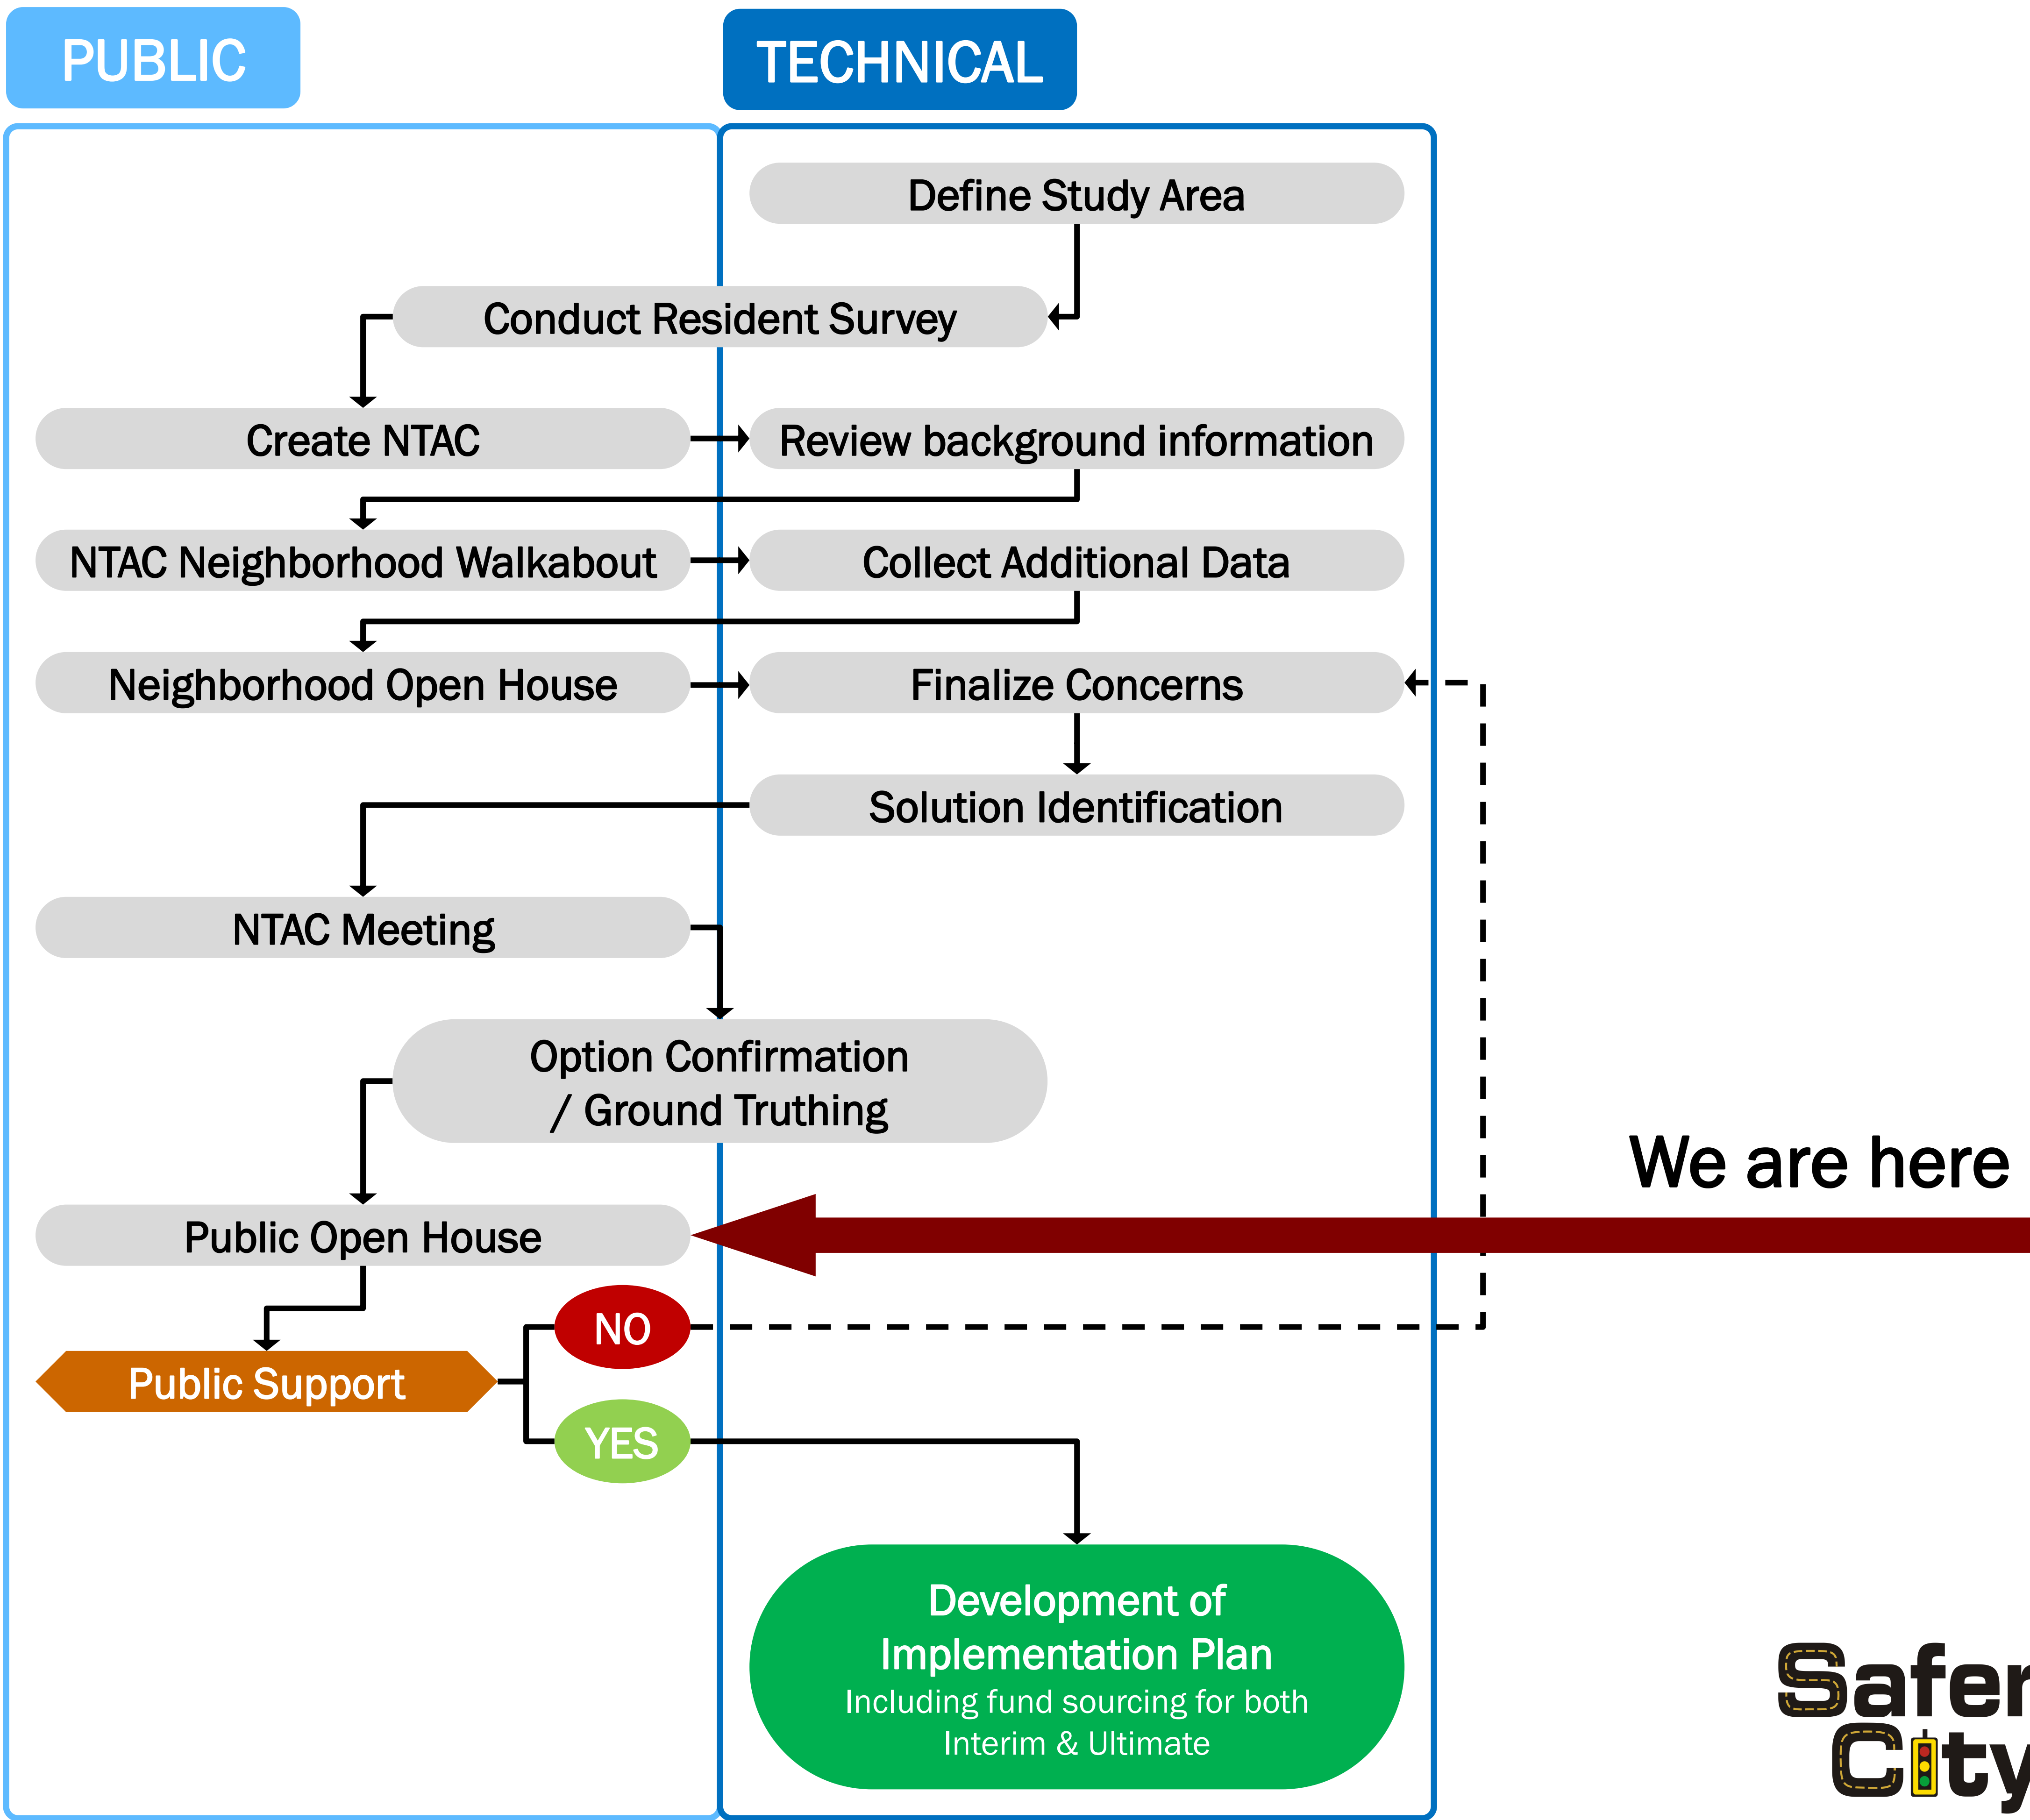 PUBLIC
TECHNICAL
Define Study Area
Conduct Resident Survey
Create NTAC
Review background information
NTAC Neighborhood Walkabout
Collect Additional Data
Neighborhood Open House
Finalize Concerns
Solution Identification
NTAC Meeting
Option Confirmation
/ Ground Truthing
We are here
Public Open House
NO
Public Support
YES
Development of
Implementation Plan
Including fund sourcing for both
Interim & Ultimate
Safer
City